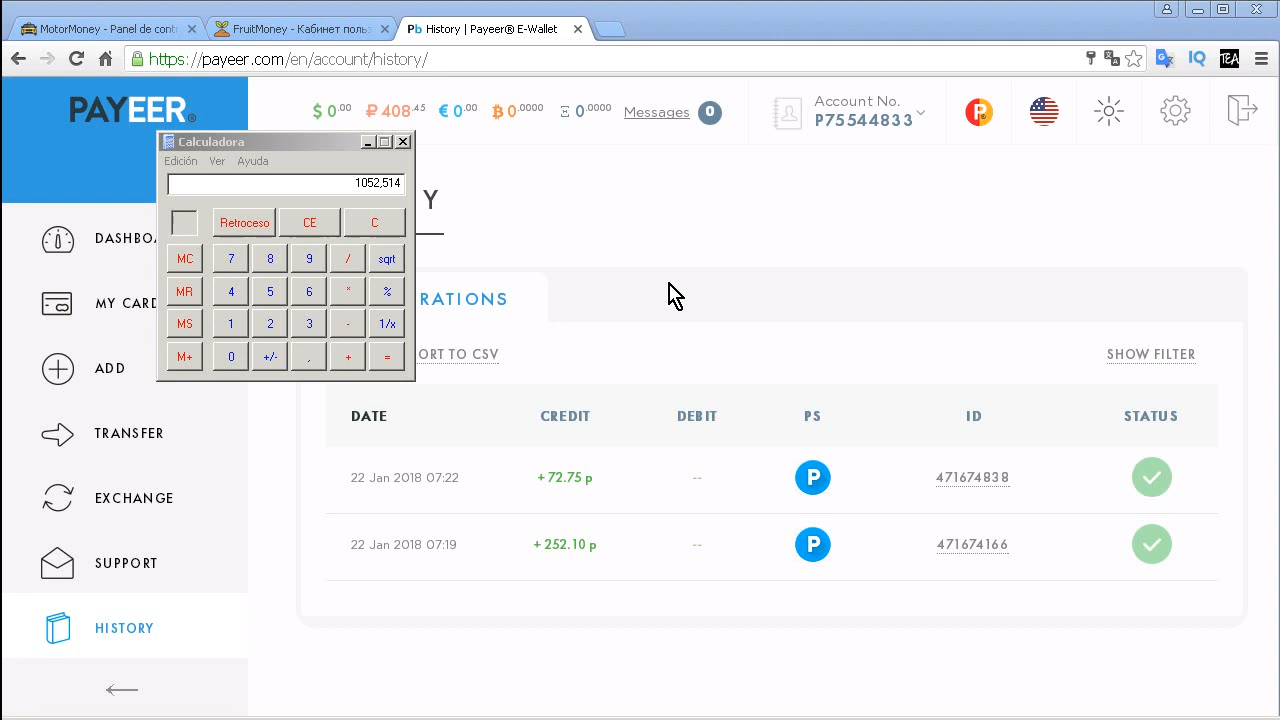 MotorMoney - Panel de cont
FruitMoney - Кабинет польз
Pb History | Payeer® E-Wallet
https://payeer.com/en/account/history/
IQ
TEA
PAYEER®
$ 0.00 ₽ 408.45 € 0.00 ₿ 0.0000 Ξ 0.0000 Messages 0
Account No.
P75544833
Calculadora
Edición Ver Ayuda
1052,514
Retroceso CE C
MC 7 8 9 / sqrt
MR 4 5 6 * %
MS 1 2 3 - 1/x
M+ 0 +/- , + =
Y
DASHBOA
MY CARD
ADD
TRANSFER
EXCHANGE
SUPPORT
HISTORY
RATIONS
ORT TO CSV
SHOW FILTER
DATE CREDIT DEBIT PS ID STATUS
22 Jan 2018 07:22 + 72.75 р -- P 471674838
22 Jan 2018 07:19 + 252.10 р -- P 471674166